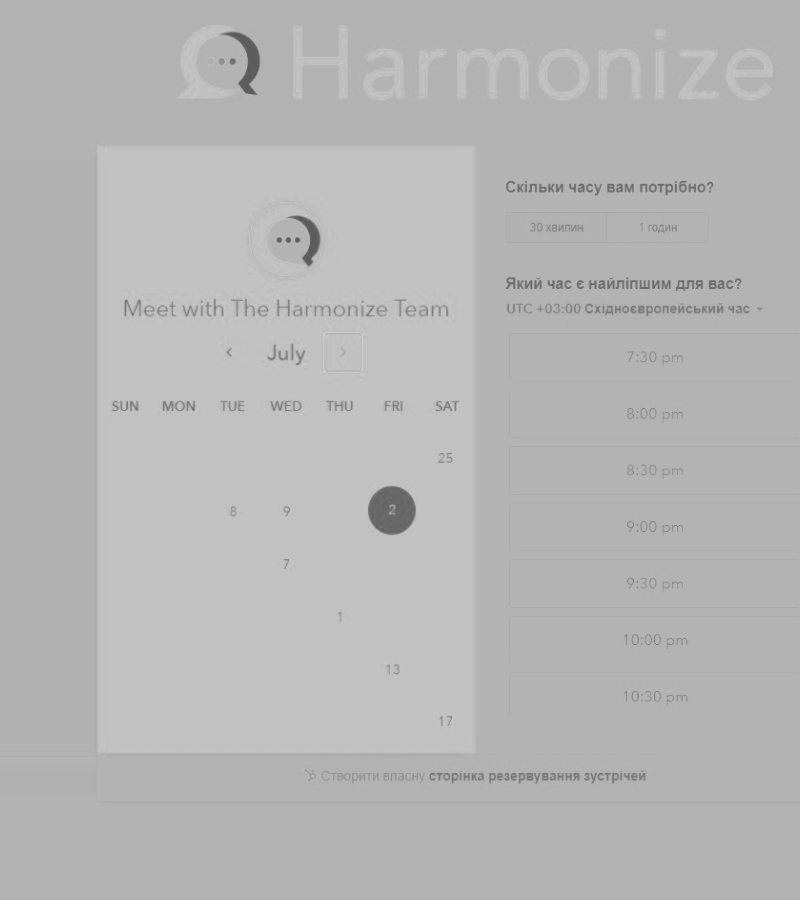 Harmonize
Meet with The Harmonize Team
July
SUN MON TUE WED THU FRI SAT
25
8 9 2
7
1
13
17
Скільки часу вам потрібно?
30 хвилин 1 годин
Який час є найліпшим для вас?
UTC +03:00 Східноєвропейський час
7:30 pm
8:00 pm
8:30 pm
9:00 pm
9:30 pm
10:00 pm
10:30 pm
Створити власну сторінка резервування зустрічей